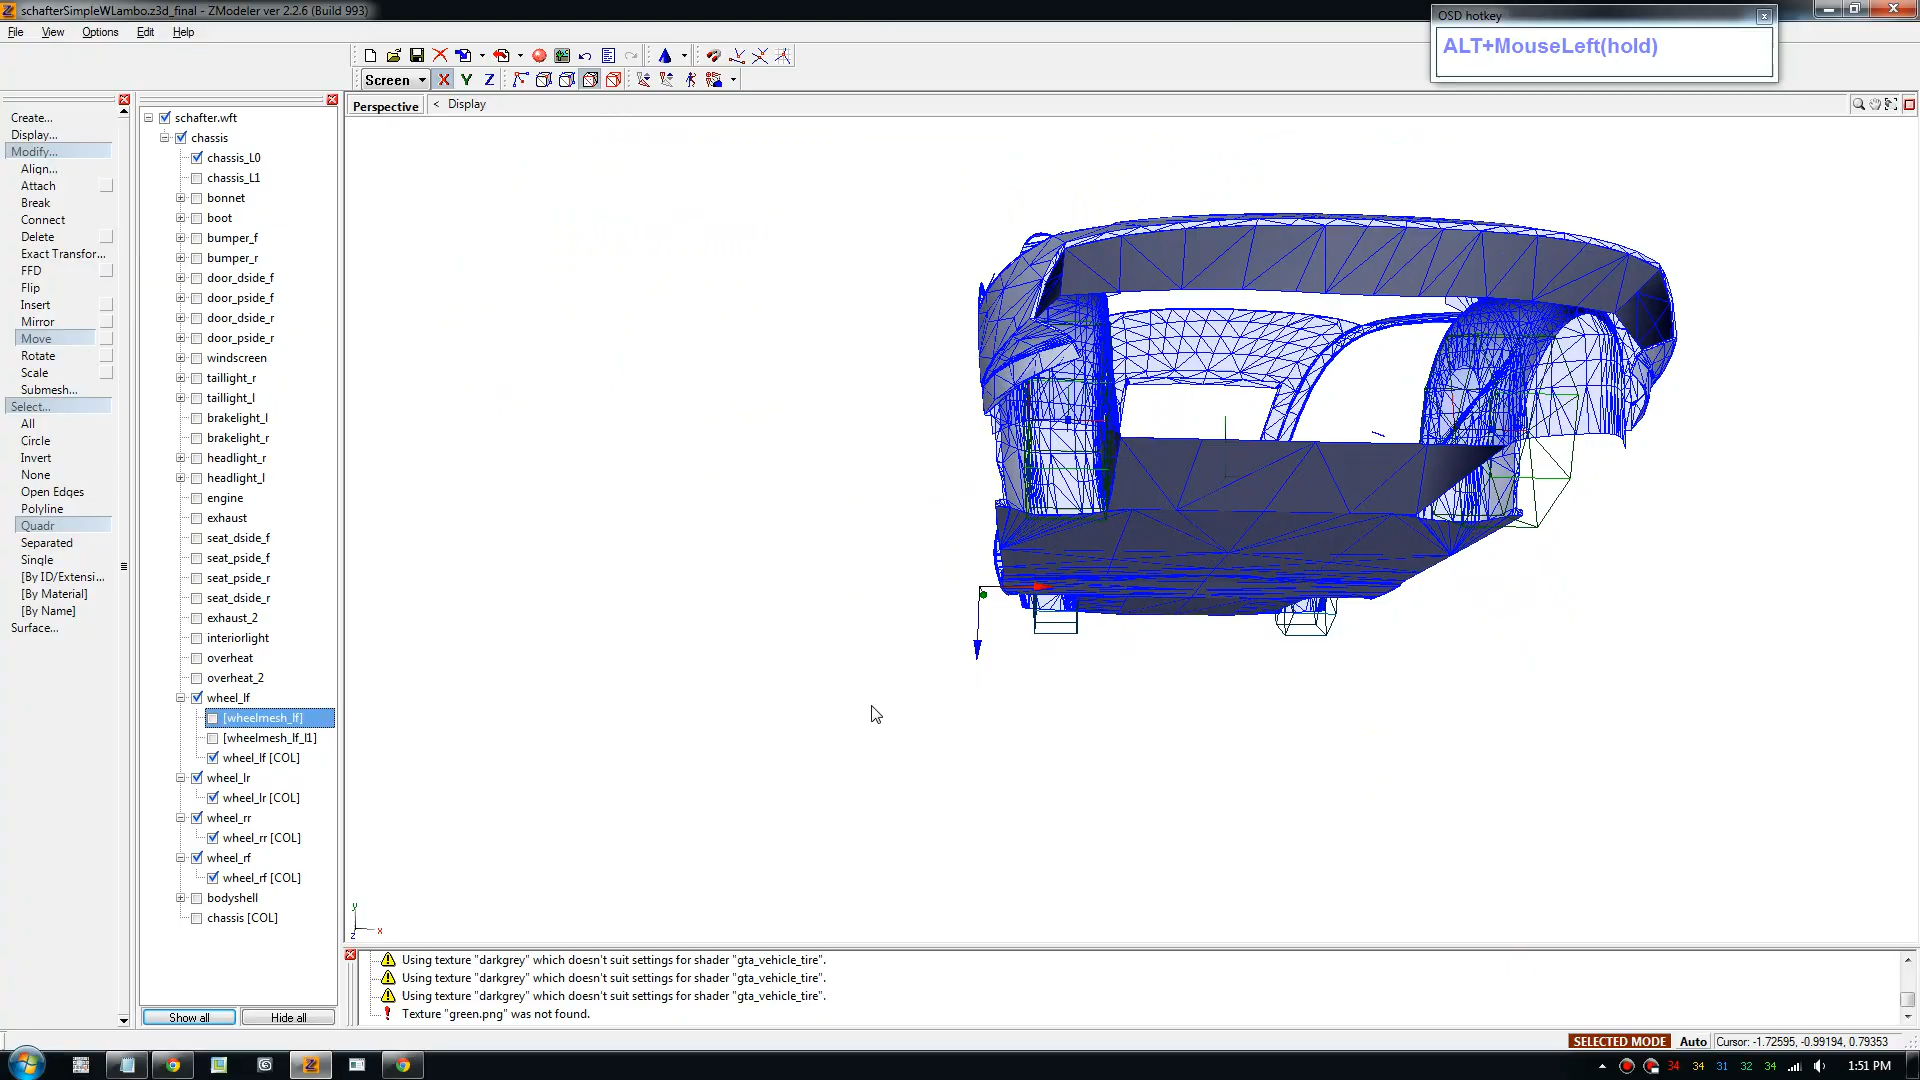 schafterSimpleWLambo.z3d_final - ZModeler ver 2.2.6 (Build 993)
OSD hotkey
ALT+MouseLeft(hold)
File View Options Edit Help
Screen X Y Z
Perspective < Display
Create...
Display...
Modify...
Align...
Attach
Break
Connect
Delete
Exact Transfor...
FFD
Flip
Insert
Mirror
Move
Rotate
Scale
Submesh...
Select...
All
Circle
Invert
None
Open Edges
Polyline
Quadr
Separated
Single
[By ID/Extensi...
[By Material]
[By Name]
Surface...
schafter.wft
chassis
chassis_L0
chassis_L1
bonnet
boot
bumper_f
bumper_r
door_dside_f
door_pside_f
door_dside_r
door_pside_r
windscreen
taillight_r
taillight_l
brakelight_l
brakelight_r
headlight_r
headlight_l
engine
exhaust
seat_dside_f
seat_pside_f
seat_pside_r
seat_dside_r
exhaust_2
interiorlight
overheat
overheat_2
wheel_lf
[wheelmesh_lf]
[wheelmesh_lf_l1]
wheel_lf [COL]
wheel_lr
wheel_lr [COL]
wheel_rr
wheel_rr [COL]
wheel_rf
wheel_rf [COL]
bodyshell
chassis [COL]
Show all Hide all
y
z x
Using texture "darkgrey" which doesn't suit settings for shader "gta_vehicle_tire".
Using texture "darkgrey" which doesn't suit settings for shader "gta_vehicle_tire".
Using texture "darkgrey" which doesn't suit settings for shader "gta_vehicle_tire".
Texture "green.png" was not found.
SELECTED MODE Auto Cursor: -1.72595, -0.99194, 0.79353
34 34 31 32 34 1:51 PM